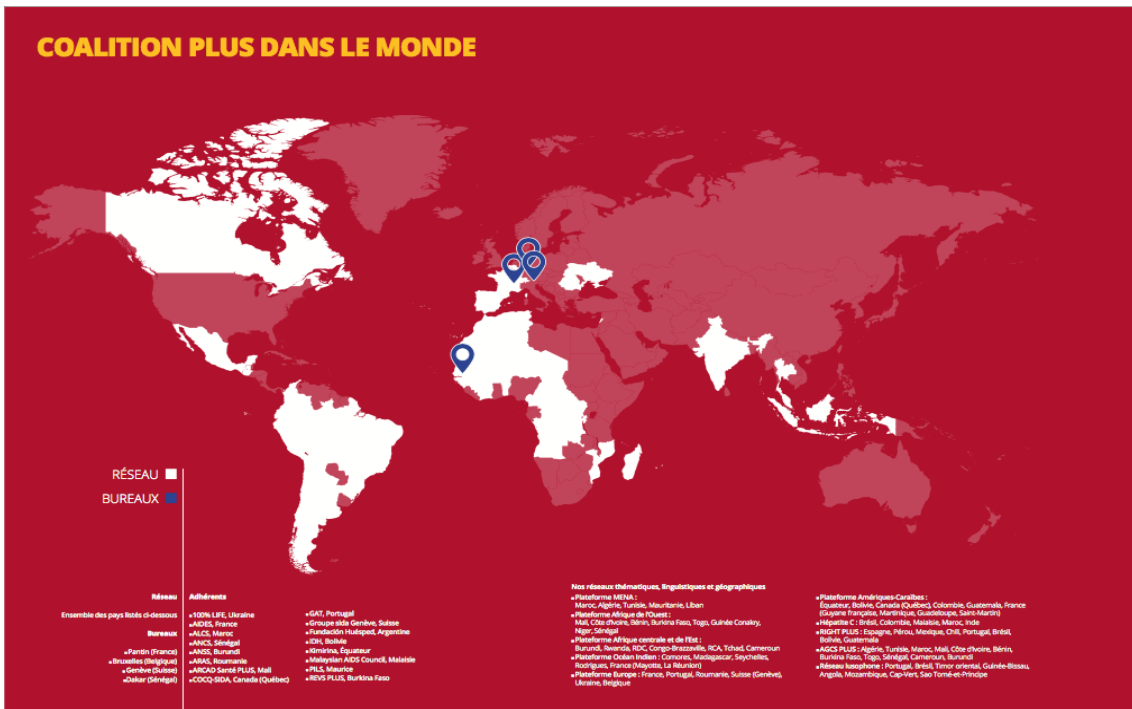 COALITION PLUS DANS LE MONDE
RÉSEAU
BUREAUX
Réseau
Ensemble des pays listés ci-dessous
Bureaux
Pantin (France)
Bruxelles (Belgique)
Genève (Suisse)
Dakar (Sénégal)
Adhérents
100% LIFE, Ukraine
AIDES, France
ALCS, Maroc
ANCS, Sénégal
ANSS, Burundi
ARAS, Roumanie
ARCAD Santé PLUS, Mali
COCQ-SIDA, Canada (Québec)
GAT, Portugal
Groupe sida Genève, Suisse
Fundación Huésped, Argentine
IDH, Bolivie
Kimirina, Équateur
Malaysian AIDS Council, Malaisie
PILS, Maurice
REVS PLUS, Burkina Faso
Nos réseaux thématiques, linguistiques et géographiques
Plateforme MENA :
Maroc, Algérie, Tunisie, Mauritanie, Liban
Plateforme Afrique de l'Ouest :
Mali, Côte d'Ivoire, Bénin, Burkina Faso, Togo, Guinée Conakry,
Niger, Sénégal
Plateforme Afrique centrale et de l'Est :
Burundi, Rwanda, RDC, Congo-Brazzaville, RCA, Tchad, Cameroun
Plateforme Océan Indien : Comores, Madagascar, Seychelles,
Rodrigues, France (Mayotte, La Réunion)
Plateforme Europe : France, Portugal, Roumanie, Suisse (Genève),
Ukraine, Belgique
Plateforme Amériques-Caraïbes :
Équateur, Bolivie, Canada (Québec), Colombie, Guatemala, France
(Guyane française, Martinique, Guadeloupe, Saint-Martin)
Hépatite C : Brésil, Colombie, Malaisie, Maroc, Inde
RIGHT PLUS : Espagne, Pérou, Mexique, Chili, Portugal, Brésil,
Bolivie, Guatemala
AGCS PLUS : Algérie, Tunisie, Maroc, Mali, Côte d'Ivoire, Bénin,
Burkina Faso, Togo, Sénégal, Cameroun, Burundi
Réseau lusophone : Portugal, Brésil, Timor oriental, Guinée-Bissau,
Angola, Mozambique, Cap-Vert, Sao Tomé-et-Principe